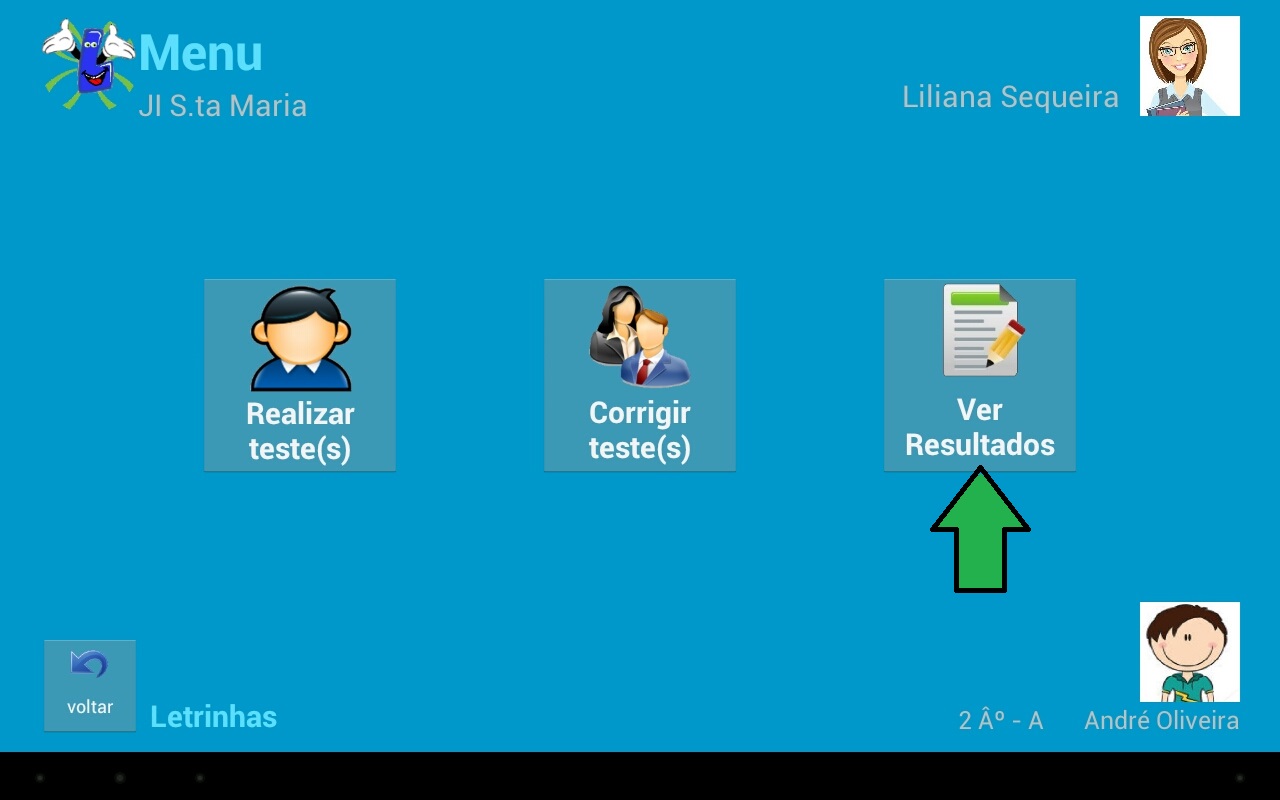 Menu
JI S.ta Maria
Liliana Sequeira
Realizar
teste(s)
Corrigir
teste(s)
Ver
Resultados
voltar
Letrinhas
2 Âº - A
André Oliveira